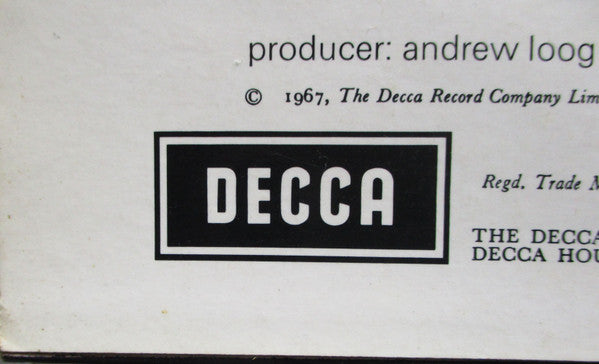 producer: andrew loog
© 1967, The Decca Record Company Lim
DECCA
Regd. Trade M
THE DECCA
DECCA HOU